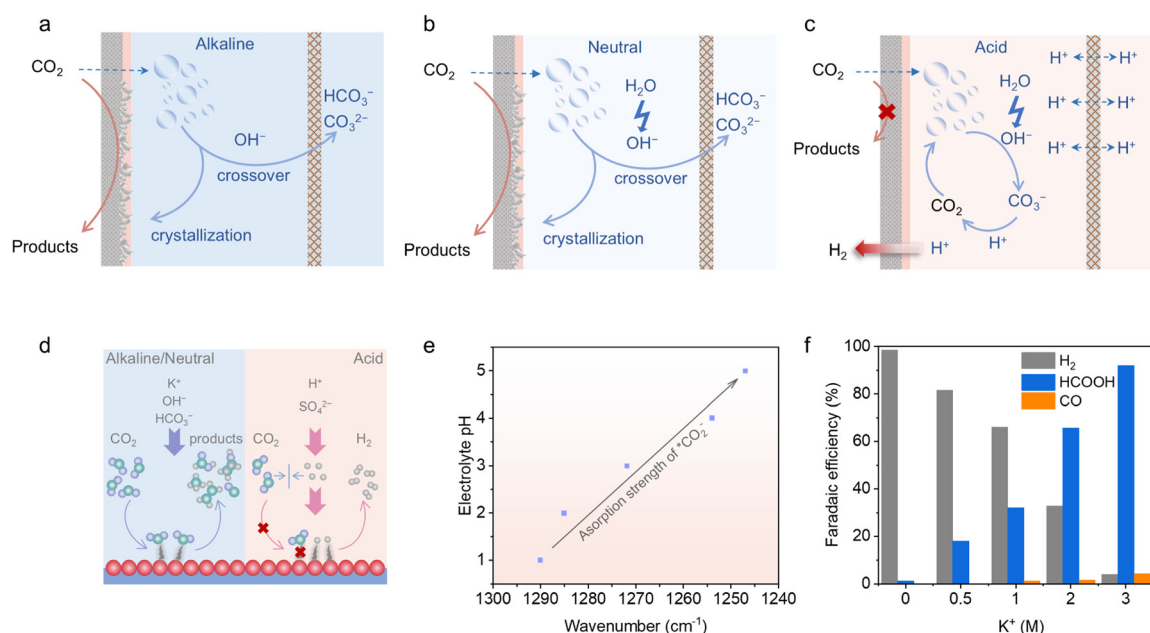 a
Alkaline
CO₂
HCO₃⁻
CO₃²⁻
OH⁻
crossover
crystallization
Products
b
Neutral
CO₂
H₂O
HCO₃⁻
CO₃²⁻
OH⁻
crossover
crystallization
Products
c
Acid
CO₂
H₂O
H⁺ H⁺
H⁺ H⁺
OH⁻
H⁺ H⁺
Products
CO₂
CO₃⁻
H⁺
H₂
H⁺
d
Alkaline/Neutral
Acid
K⁺
OH⁻
HCO₃⁻
CO₂
products
H⁺
SO₄²⁻
CO₂
H₂
e
Electrolyte pH
5
4
3
2
1
Asorption strength of *CO₂⁻
1300 1290 1280 1270 1260 1250 1240
Wavenumber (cm⁻¹)
f
Faradaic efficiency (%)
100
80
60
40
20
0
H₂
HCOOH
CO
0 0.5 1 2 3
K⁺ (M)